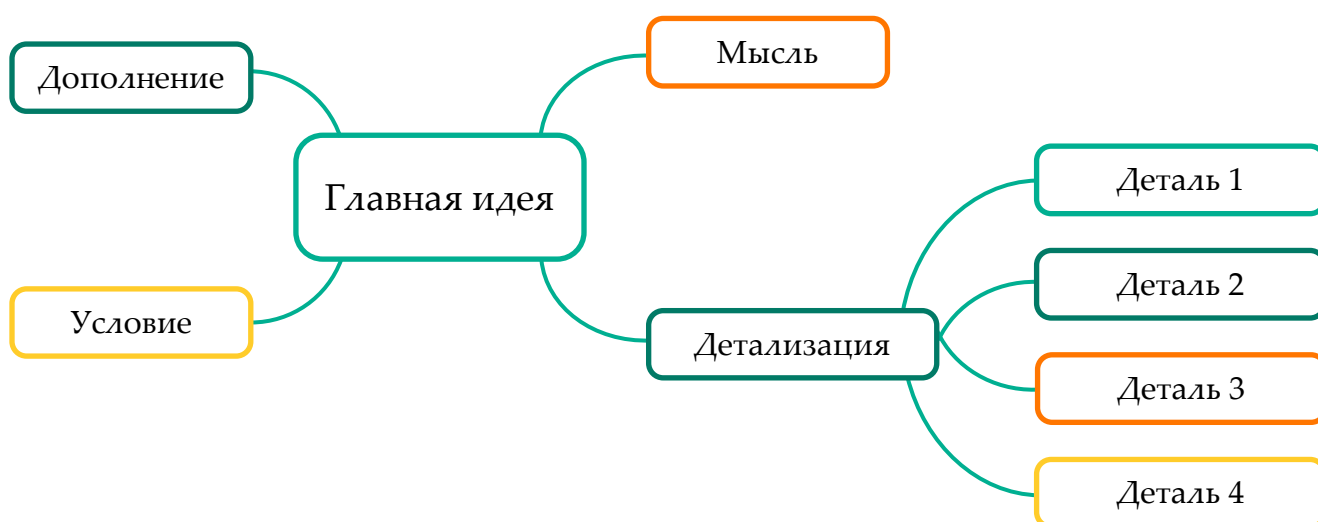 Дополнение
Мысль
Главная идея
Условие
Детализация
Деталь 1
Деталь 2
Деталь 3
Деталь 4